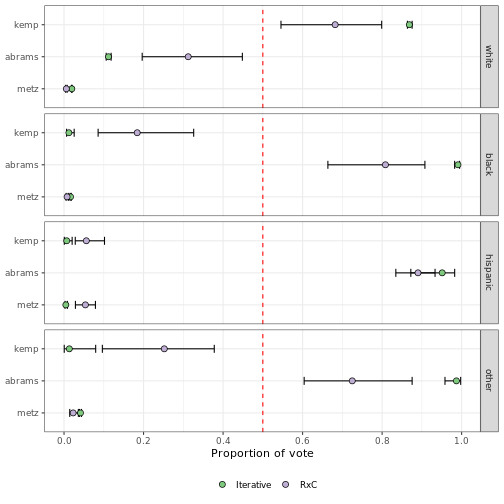 kemp
abrams
metz
white
kemp
abrams
metz
black
kemp
abrams
metz
hispanic
kemp
abrams
metz
other
0.0 0.2 0.4 0.6 0.8 1.0
Proportion of vote
Iterative RxC